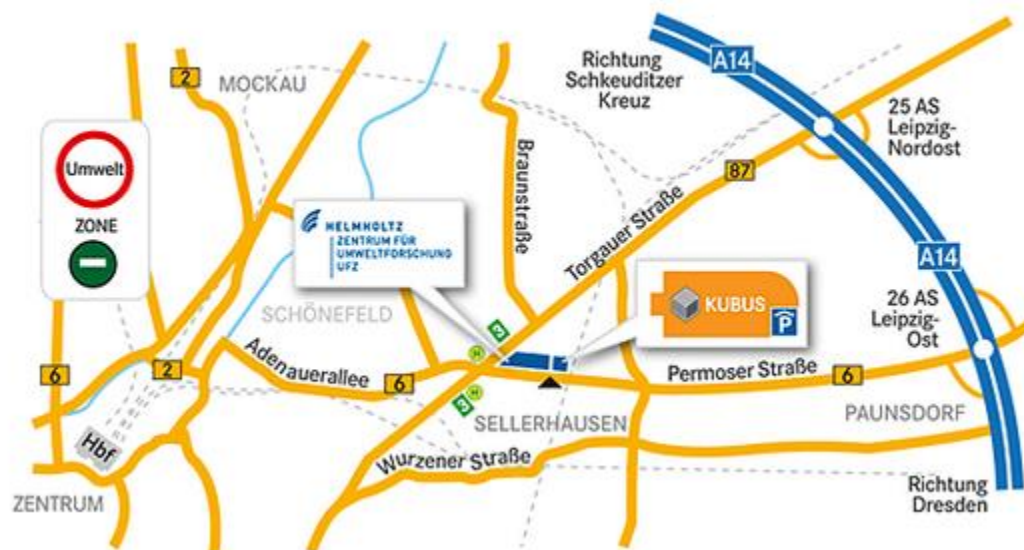 Richtung
Schkeuditzer
Kreuz
A14
2
MOCKAU
25 AS
Leipzig-
Nordost
Umwelt
ZONE
Braunstraße
87
Torgauer Straße
HELMHOLTZ
ZENTRUM FÜR
UMWELTFORSCHUNG
UFZ
A14
KUBUS
P
26 AS
Leipzig-
Ost
SCHÖNEFELD
3
H
Adenauerallee
6
2
6
Permoser Straße
6
H
3
SELLERHAUSEN
PAUNSDORF
Hbf
Wurzener Straße
ZENTRUM
Richtung
Dresden